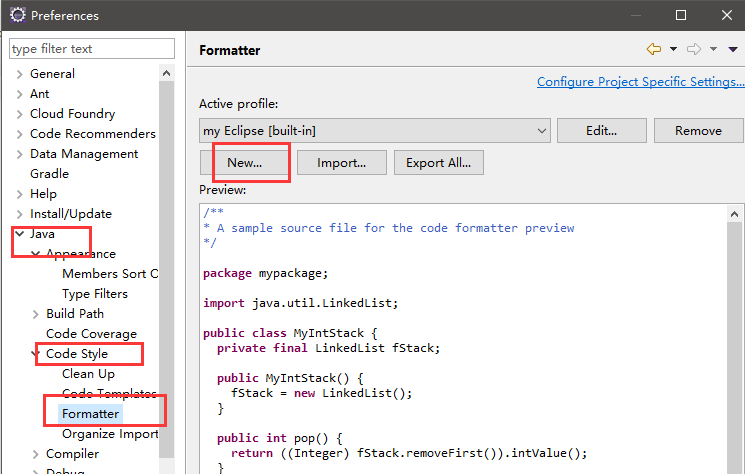 Preferences
type filter text
General
Ant
Cloud Foundry
Code Recommenders
Data Management
Gradle
Help
Install/Update
Java
Appearance
Members Sort O
Type Filters
Build Path
Code Coverage
Code Style
Clean Up
Code Templates
Formatter
Organize Import
Compiler
Debug
Formatter
Configure Project Specific Settings...
Active profile:
my Eclipse [built-in]
Edit...
Remove
New...
Import...
Export All...
Preview:
/**
* A sample source file for the code formatter preview
*/
package mypackage;
import java.util.LinkedList;
public class MyIntStack {
private final LinkedList fStack;
public MyIntStack() {
fStack = new LinkedList();
}
public int pop() {
return ((Integer) fStack.removeFirst()).intValue();
}